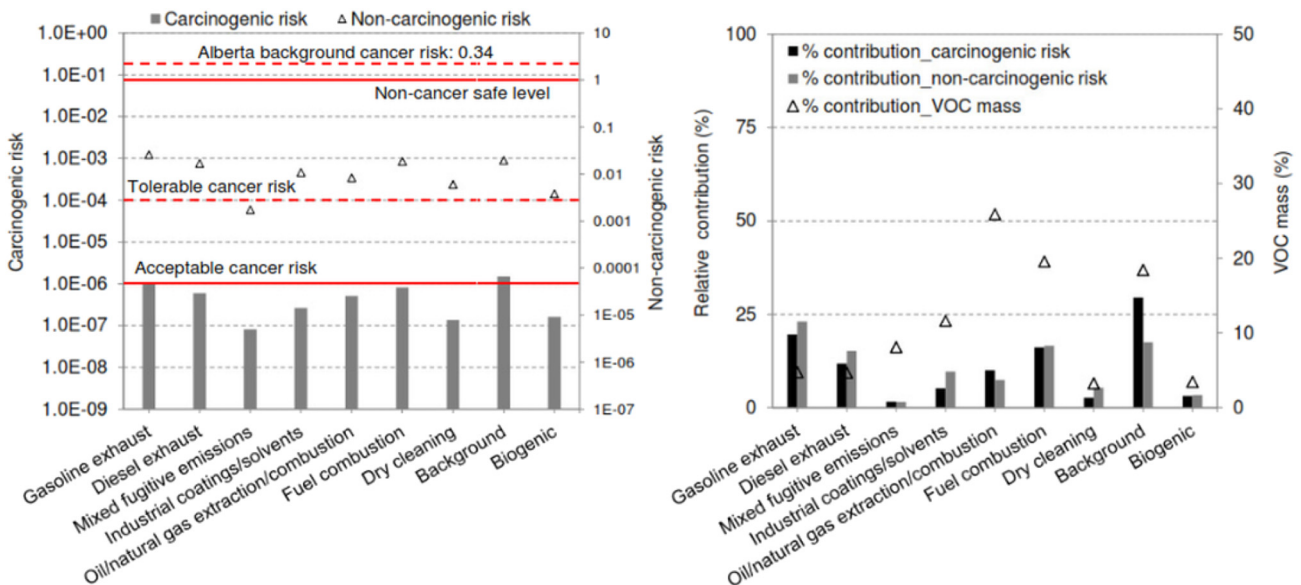 Carcinogenic risk
Non-carcinogenic risk
1.0E+00
1.0E-01
1.0E-02
1.0E-03
1.0E-04
1.0E-05
1.0E-06
1.0E-07
1.0E-08
1.0E-09
Carcinogenic risk
Alberta background cancer risk: 0.34
Non-cancer safe level
Tolerable cancer risk
Acceptable cancer risk
10
1
0.1
0.01
0.001
0.0001
1E-05
1E-06
1E-07
Non-carcinogenic risk
Gasoline exhaust
Diesel exhaust
Mixed fugitive emissions
Industrial coatings/solvents
Oil/natural gas extraction/combustion
Fuel combustion
Dry cleaning
Background
Biogenic
100
75
50
25
0
Relative contribution (%)
% contribution_carcinogenic risk
% contribution_non-carcinogenic risk
% contribution_VOC mass
50
40
30
20
10
0
VOC mass (%)
Gasoline exhaust
Diesel exhaust
Mixed fugitive emissions
Industrial coatings/solvents
Oil/natural gas extraction/combustion
Fuel combustion
Dry cleaning
Background
Biogenic